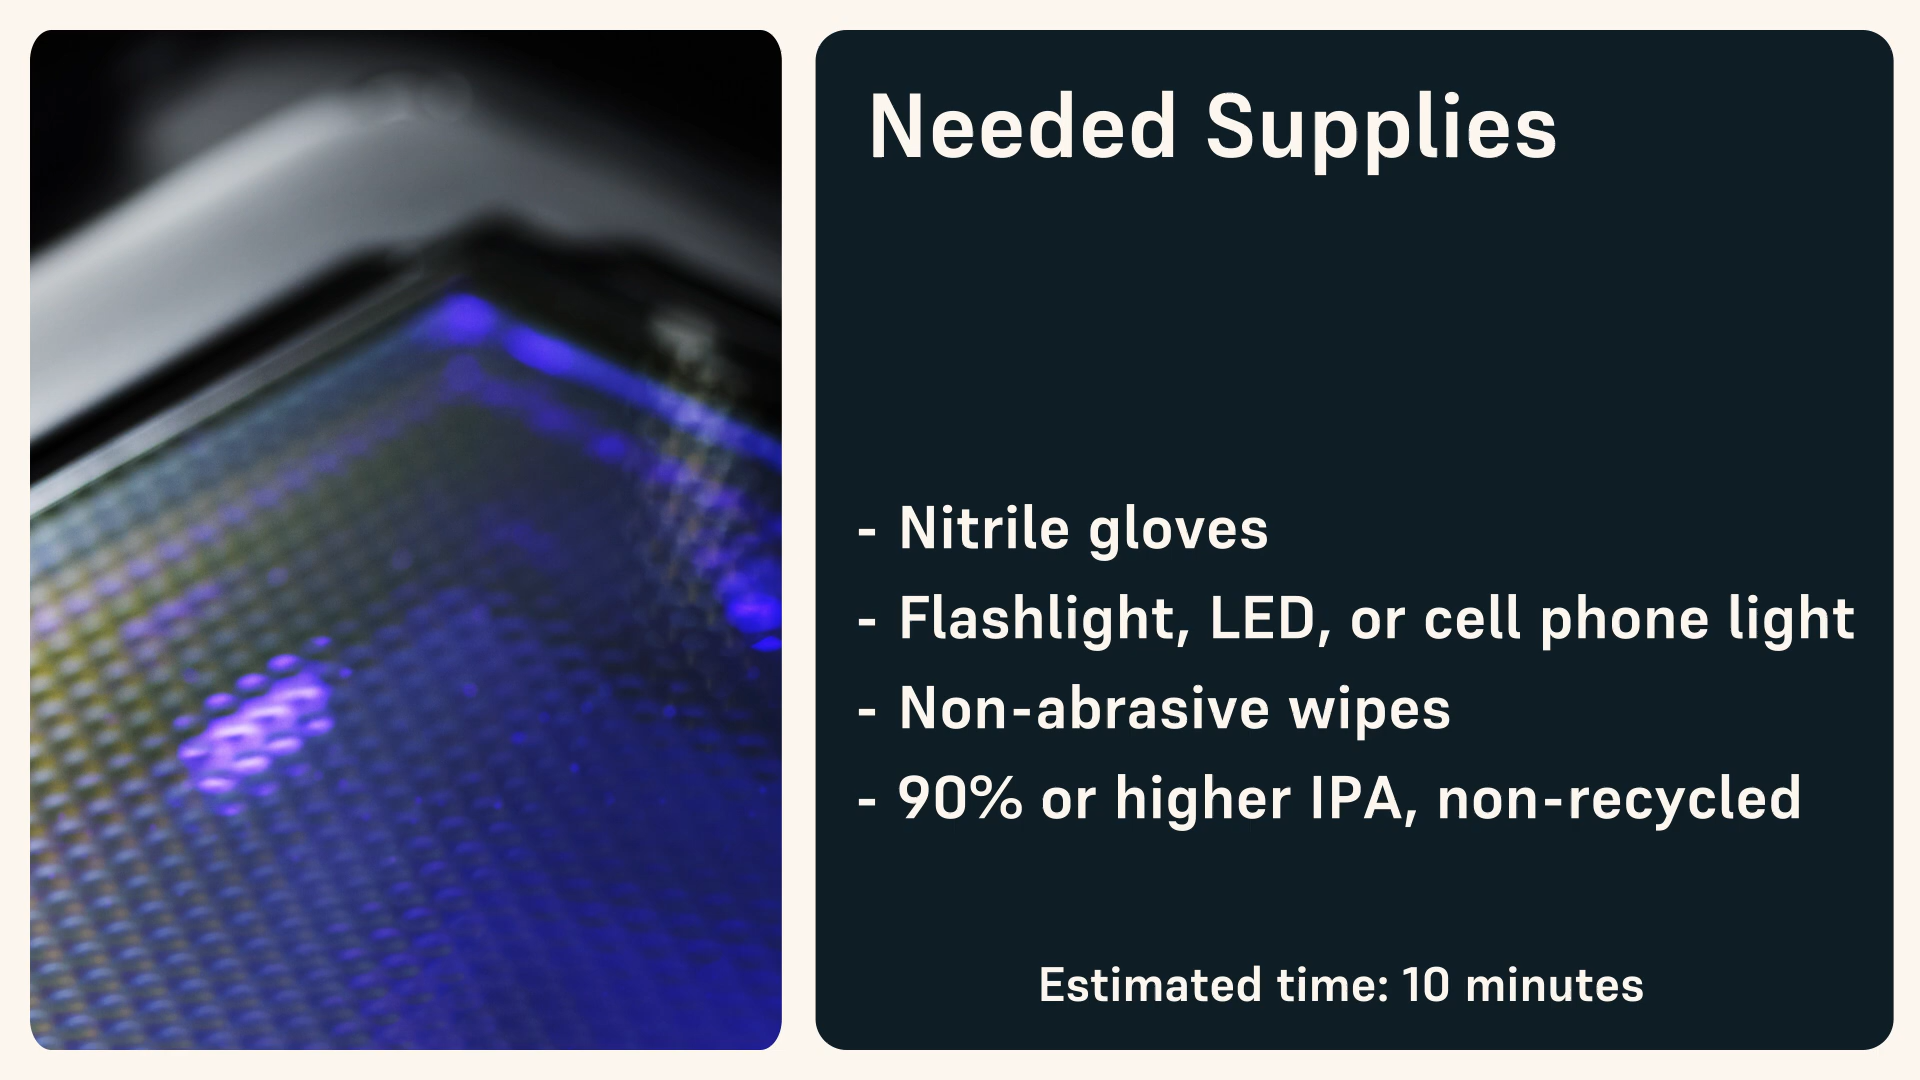 Needed Supplies
- Nitrile gloves
- Flashlight, LED, or cell phone light
- Non-abrasive wipes
- 90% or higher IPA, non-recycled
Estimated time: 10 minutes